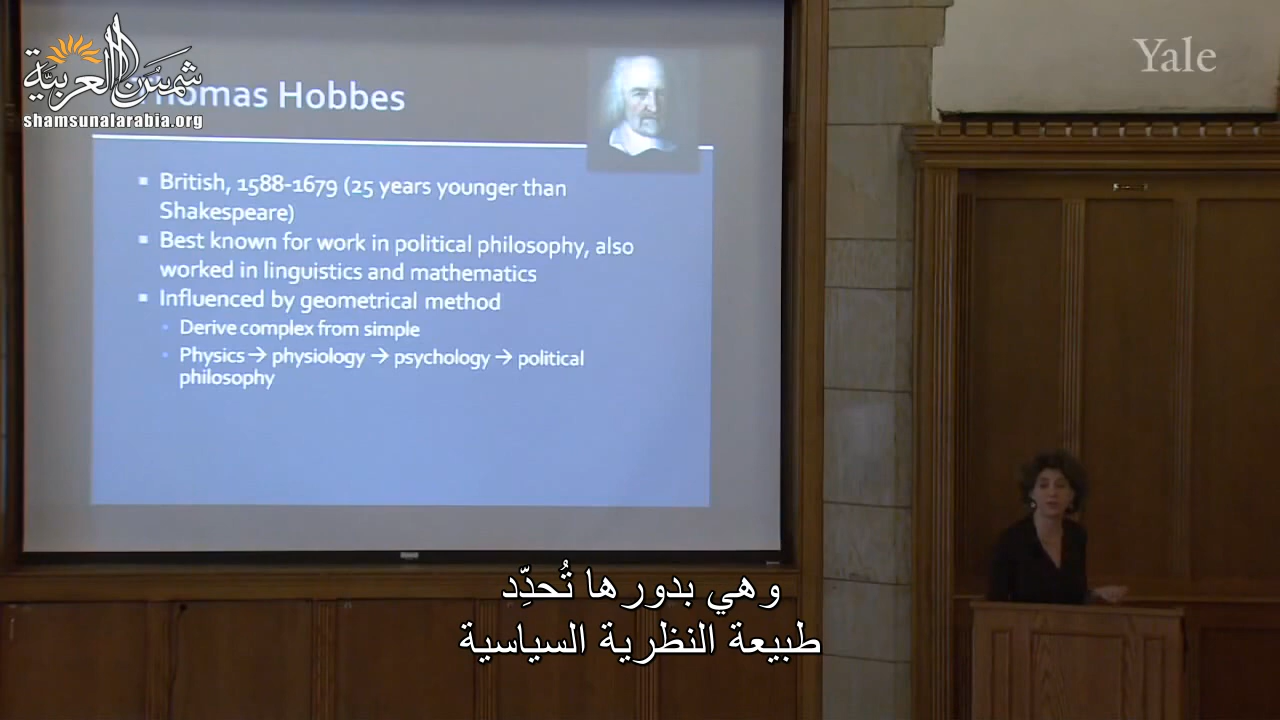 شمس العربية
shamsunalarabia.org
Yale
Thomas Hobbes
▪ British, 1588-1679 (25 years younger than
Shakespeare)
▪ Best known for work in political philosophy, also
worked in linguistics and mathematics
▪ Influenced by geometrical method
• Derive complex from simple
• Physics → physiology → psychology → political
philosophy
وهي بدورها تُحدِّد
طبيعة النظرية السياسية